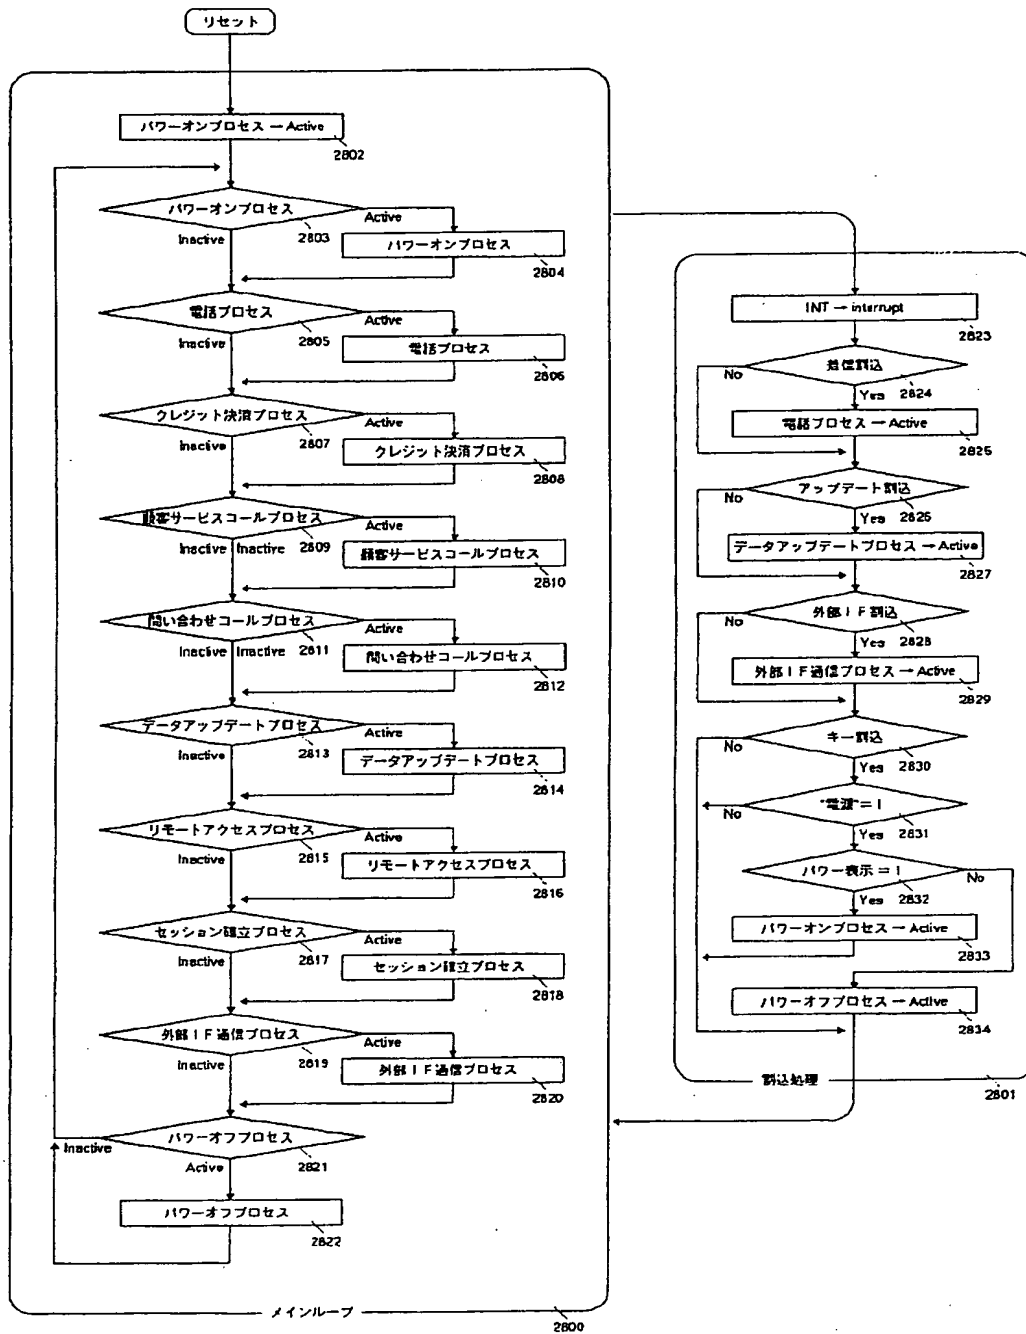 リセット
パワーオンプロセス → Active
2802
パワーオンプロセス
Active
2803
Inactive
パワーオンプロセス
2804
電話プロセス
Active
2805
Inactive
電話プロセス
2806
クレジット決済プロセス
Active
2807
Inactive
クレジット決済プロセス
2808
顧客サービスコールプロセス
Active
2809
Inactive Inactive
顧客サービスコールプロセス
2810
問い合わせコールプロセス
Active
2811
Inactive Inactive
問い合わせコールプロセス
2812
データアップデートプロセス
Active
2813
Inactive
データアップデートプロセス
2814
リモートアクセスプロセス
Active
2815
Inactive
リモートアクセスプロセス
2816
セッション確立プロセス
Active
2817
Inactive
セッション確立プロセス
2818
外部IF通信プロセス
Active
2819
Inactive
外部IF通信プロセス
2820
パワーオフプロセス
Inactive
2821
Active
パワーオフプロセス
2822
メインループ
2800
INT → interrupt
2823
着信割込
No
2824
Yes
電話プロセス → Active
2825
アップデート割込
No
2826
Yes
データアップデートプロセス → Active
2827
外部IF割込
No
2828
Yes
外部IF通信プロセス → Active
2829
キー割込
No
2830
Yes
"電源" = 1
No
2831
Yes
パワー表示 = 1
No
2832
Yes
パワーオンプロセス → Active
2833
パワーオフプロセス → Active
2834
割込処理
2801